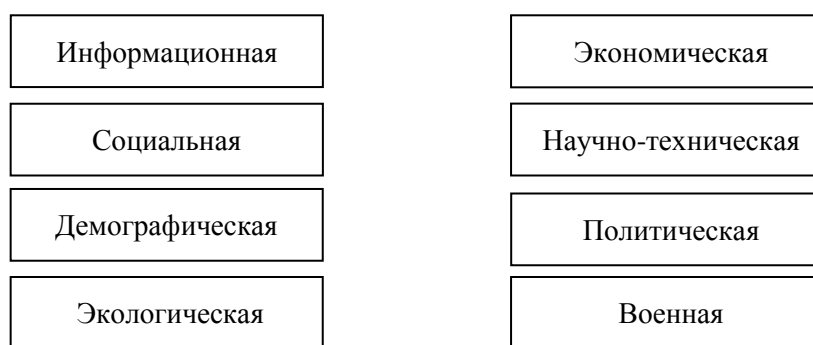 Информационная
Экономическая
Социальная
Научно-техническая
Демографическая
Политическая
Экологическая
Военная